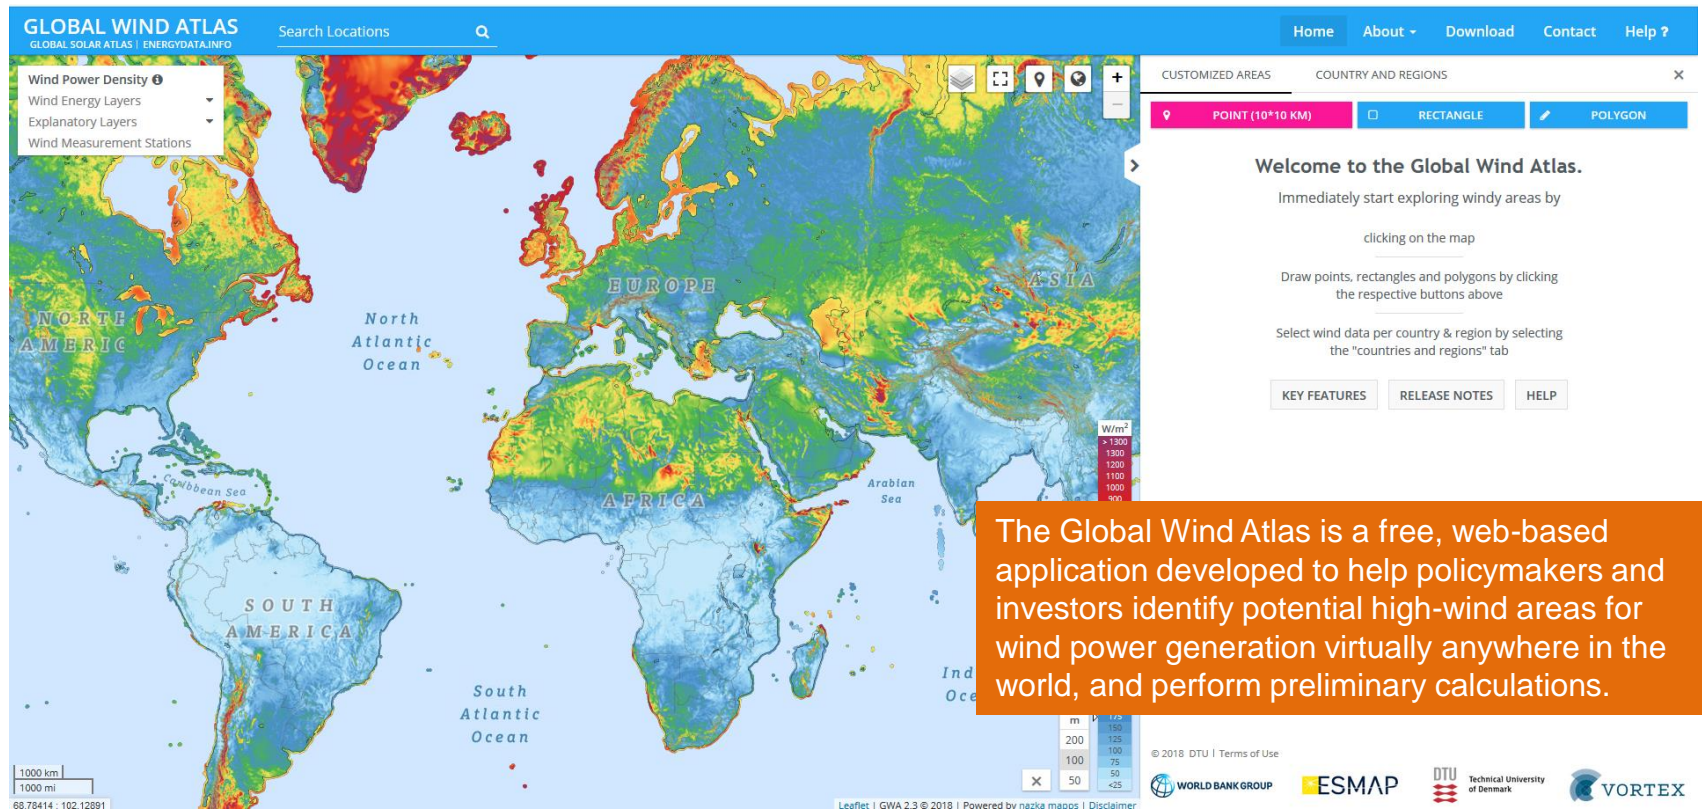 GLOBAL WIND ATLAS
GLOBAL SOLAR ATLAS | ENERGYDATA.INFO
Search Locations
Home
About
Download
Contact
Help ?
Wind Power Density
Wind Energy Layers
Explanatory Layers
Wind Measurement Stations
+
−
CUSTOMIZED AREAS
COUNTRY AND REGIONS
×
POINT (10*10 KM)
RECTANGLE
POLYGON
Welcome to the Global Wind Atlas.
Immediately start exploring windy areas by
clicking on the map
Draw points, rectangles and polygons by clicking
the respective buttons above
Select wind data per country & region by selecting
the "countries and regions" tab
KEY FEATURES
RELEASE NOTES
HELP
NORTH
AMERIC
North
Atlantic
Ocean
EUROPE
ASIA
Caribbean Sea
AFRICA
Arabian
Sea
SOUTH
AMERICA
South
Atlantic
Ocean
Ind
Oce
W/m²
> 1300
1300
1200
1100
1000
900
The Global Wind Atlas is a free, web-based
application developed to help policymakers and
investors identify potential high-wind areas for
wind power generation virtually anywhere in the
world, and perform preliminary calculations.
m
200
100
50
175
150
125
100
75
50
<25
1000 km
1000 mi
68.78414 : 102.12891
Leaflet | GWA 2.3 © 2018 | Powered by nazka mapps | Disclaimer
© 2018 DTU | Terms of Use
WORLD BANK GROUP
ESMAP
DTU
Technical University
of Denmark
VORTEX